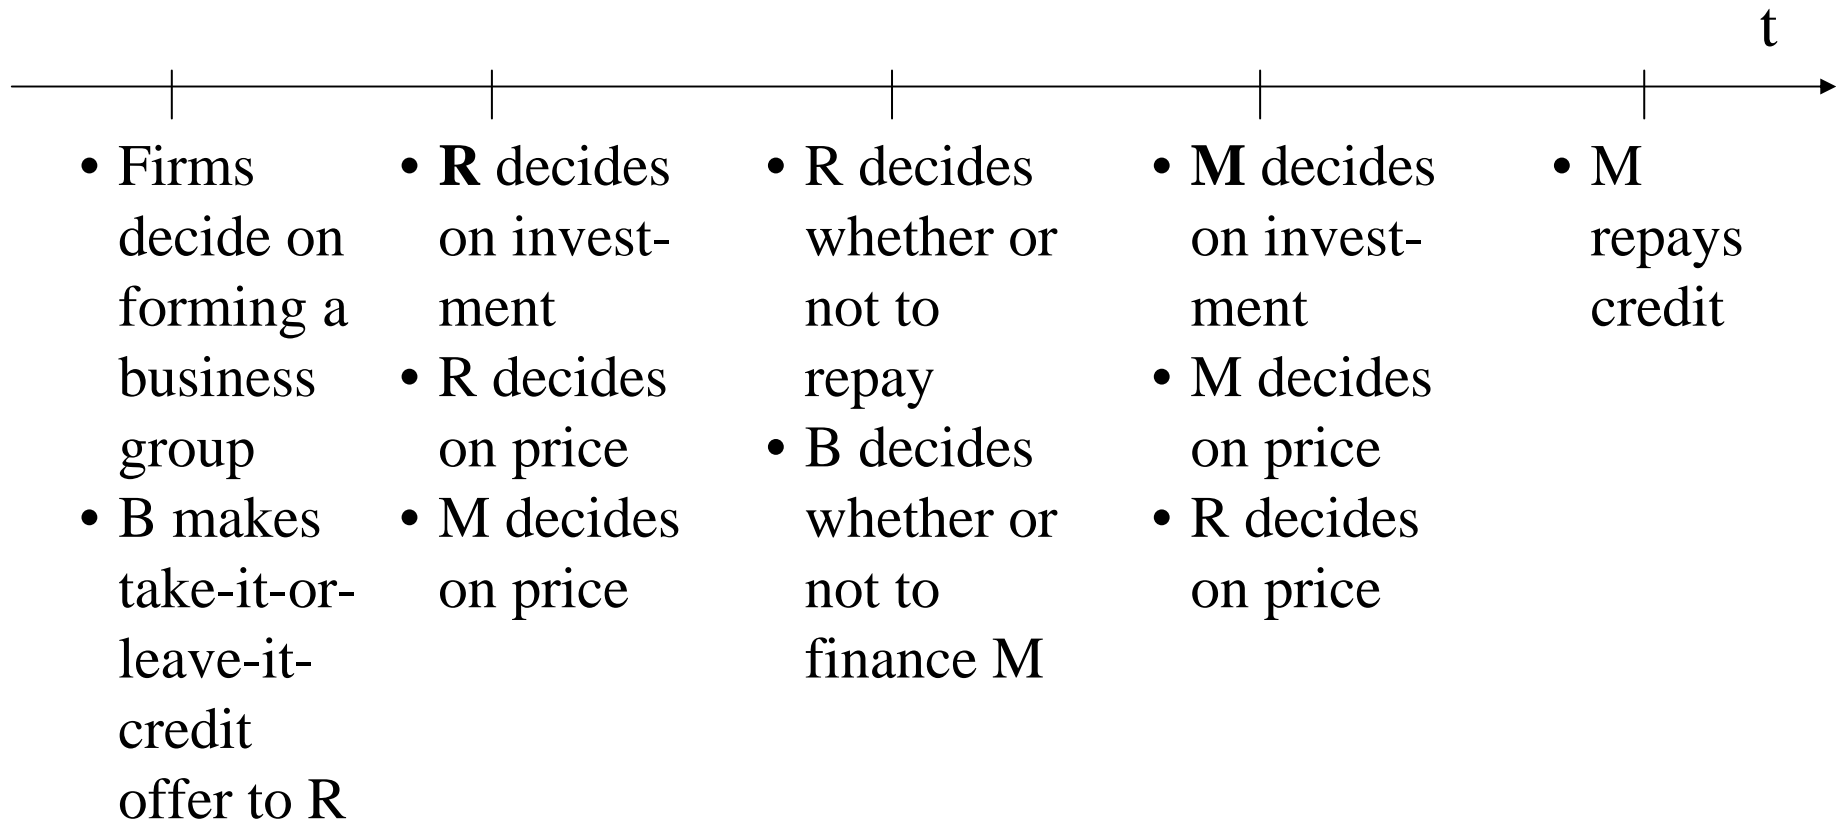 t
• Firms
decide on
forming a
business
group
• B makes
take-it-or-
leave-it-
credit
offer to R
• R decides
on invest-
ment
• R decides
on price
• M decides
on price
• R decides
whether or
not to
repay
• B decides
whether or
not to
finance M
• M decides
on invest-
ment
• M decides
on price
• R decides
on price
• M
repays
credit